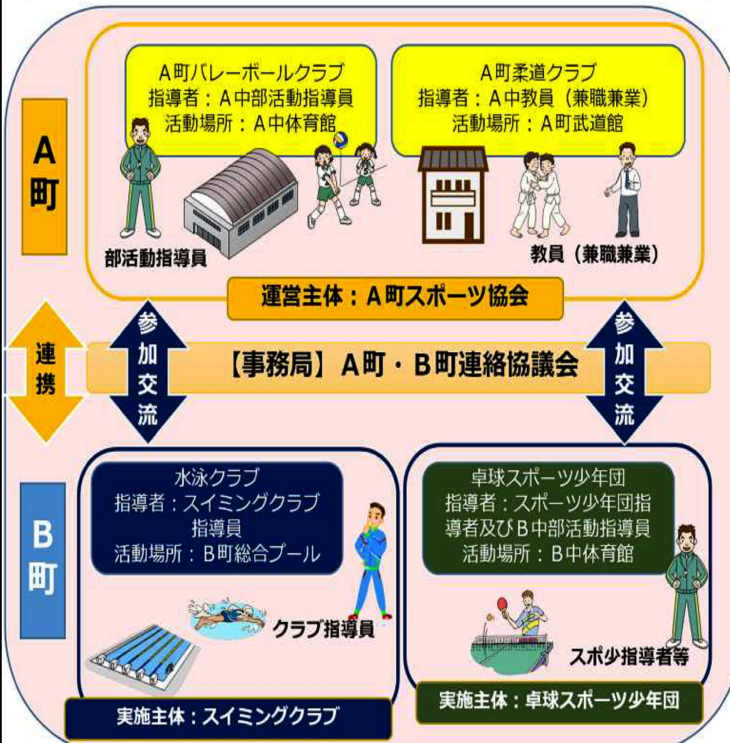 A町
A町バレーボールクラブ
指導者：A中部活動指導員
活動場所：A中体育館
A町柔道クラブ
指導者：A中教員（兼職兼業）
活動場所：A町武道館
部活動指導員
教員（兼職兼業）
運営主体：A町スポーツ協会
連携
参加交流
【事務局】A町・B町連絡協議会
参加交流
B町
水泳クラブ
指導者：スイミングクラブ
指導員
活動場所：B町総合プール
クラブ指導員
実施主体：スイミングクラブ
卓球スポーツ少年団
指導者：スポーツ少年団指
導者及びB中部活動指導員
活動場所：B中体育館
スポ少指導者等
実施主体：卓球スポーツ少年団